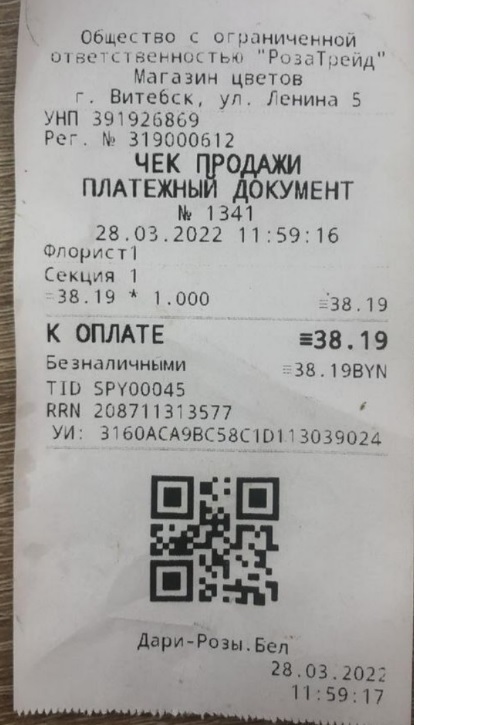 Общество с ограниченной
ответственностью "РозаТрейд"
Магазин цветов
г. Витебск, ул. Ленина 5
УНП 391926869
Рег. № 319000612
ЧЕК ПРОДАЖИ
ПЛАТЕЖНЫЙ ДОКУМЕНТ
№ 1341
28.03.2022 11:59:16
Флорист1
Секция 1
=38.19 * 1.000 ≡38.19
К ОПЛАТЕ ≡38.19
Безналичными ≡38.19BYN
TID SPY00045
RRN 208711313577
УИ: 3160ACA9BC58C1D113039024
Дари-Розы.Бел
28.03.2022
11:59:17